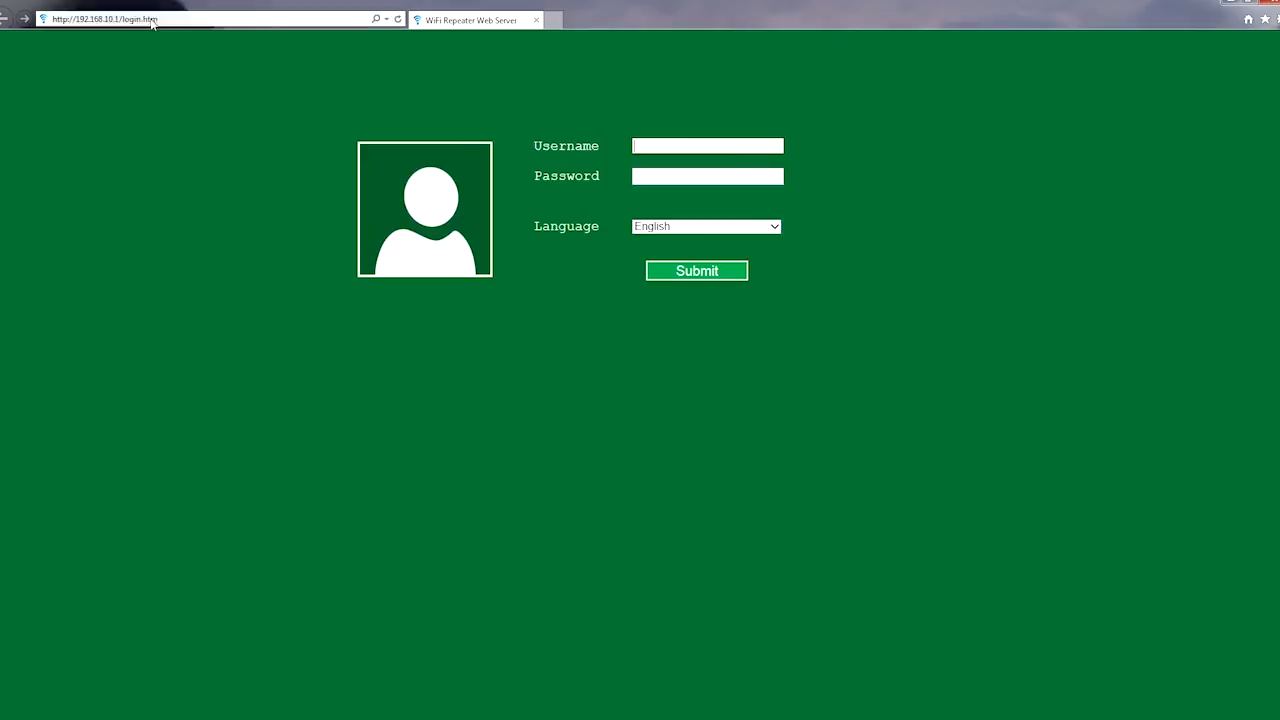 http://192.168.10.1/login.htm
WiFi Repeater Web Server
Username
Password
Language
English
Submit